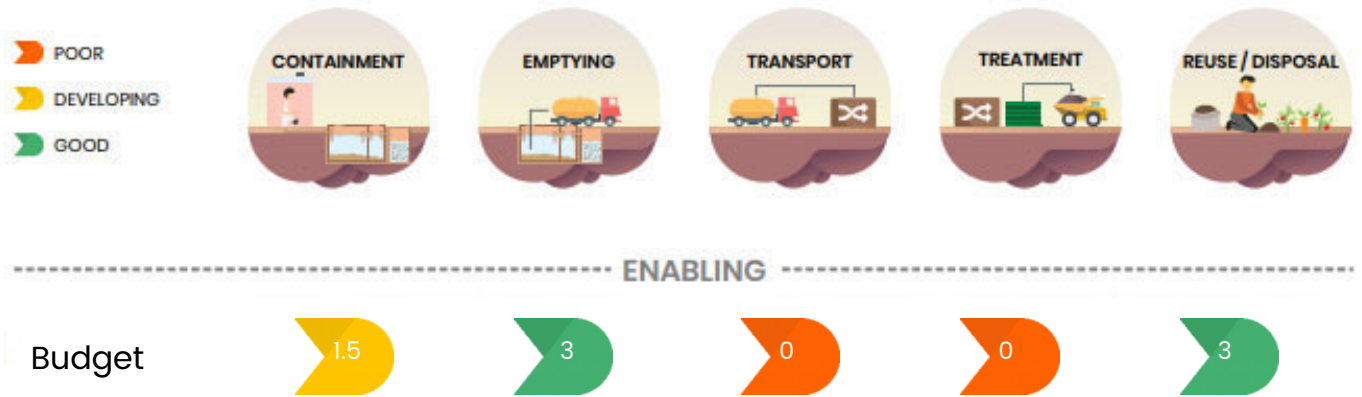 POOR
DEVELOPING
GOOD
CONTAINMENT
EMPTYING
TRANSPORT
TREATMENT
REUSE / DISPOSAL
ENABLING
Budget 1.5 3 0 0 3